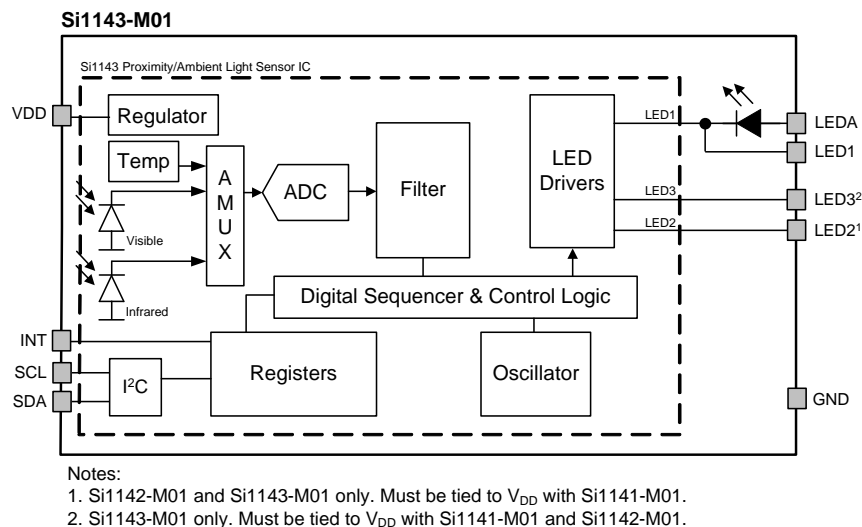 Si1143-M01
Si1143 Proximity/Ambient Light Sensor IC
VDD
Regulator
Temp
A
M
U
X
ADC
Filter
LED
Drivers
LED1
LEDA
LED1
LED3
LED3²
LED2
LED2¹
Visible
Infrared
Digital Sequencer & Control Logic
INT
SCL
SDA
I²C
Registers
Oscillator
GND
Notes:
1. Si1142-M01 and Si1143-M01 only. Must be tied to VDD with Si1141-M01.
2. Si1143-M01 only. Must be tied to VDD with Si1141-M01 and Si1142-M01.